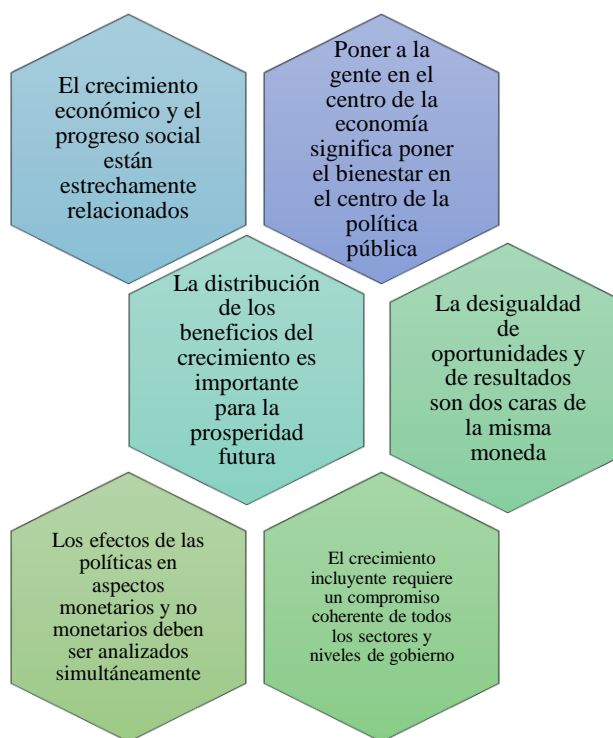 El crecimiento
económico y el
progreso social
están
estrechamente
relacionados
Poner a la
gente en el
centro de la
economía
significa poner
el bienestar en
el centro de la
política
pública
La distribución
de los
beneficios del
crecimiento es
importante
para la
prosperidad
futura
La desigualdad
de
oportunidades y
de resultados
son dos caras de
la misma
moneda
Los efectos de las
políticas en
aspectos
monetarios y no
monetarios deben
ser analizados
simultáneamente
El crecimiento
incluyente requiere
un compromiso
coherente de todos
los sectores y
niveles de gobierno